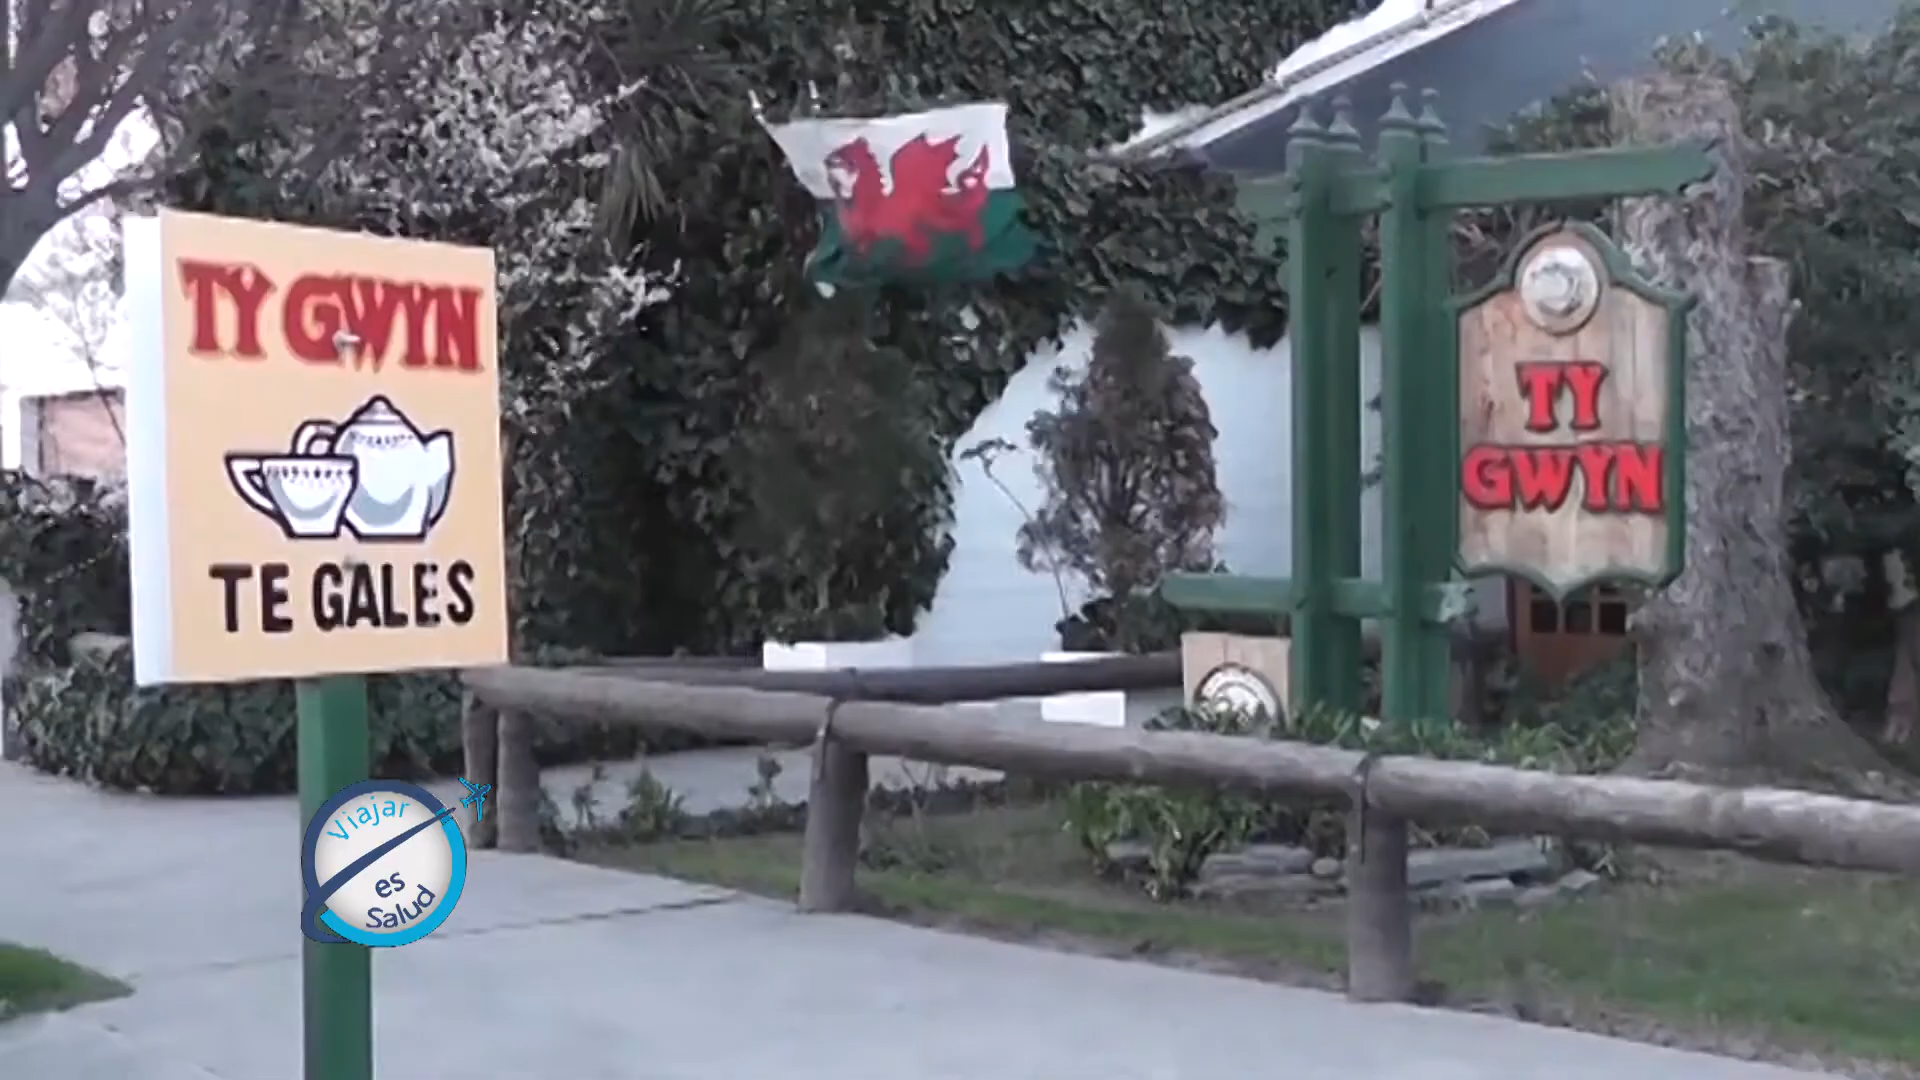 TY GWYN
TE GALES
TY
GWYN
Viajar
es
Salud